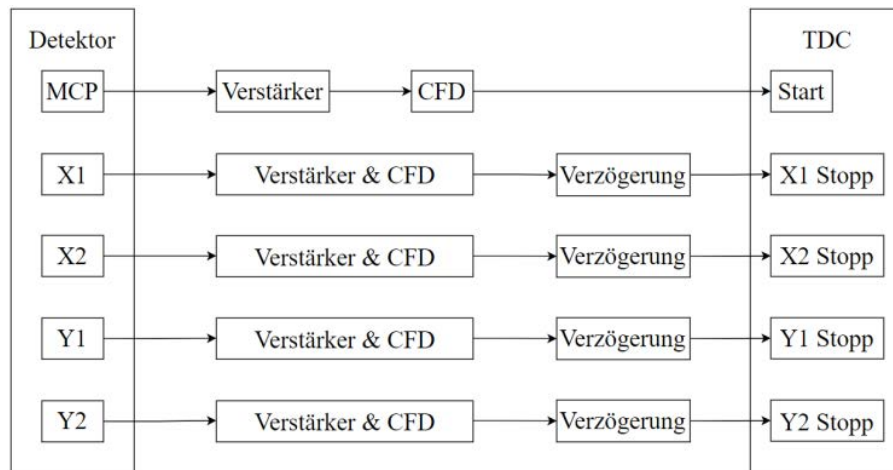 Detektor
TDC
MCP
Verstärker
CFD
Start
X1
Verstärker & CFD
Verzögerung
X1 Stopp
X2
Verstärker & CFD
Verzögerung
X2 Stopp
Y1
Verstärker & CFD
Verzögerung
Y1 Stopp
Y2
Verstärker & CFD
Verzögerung
Y2 Stopp